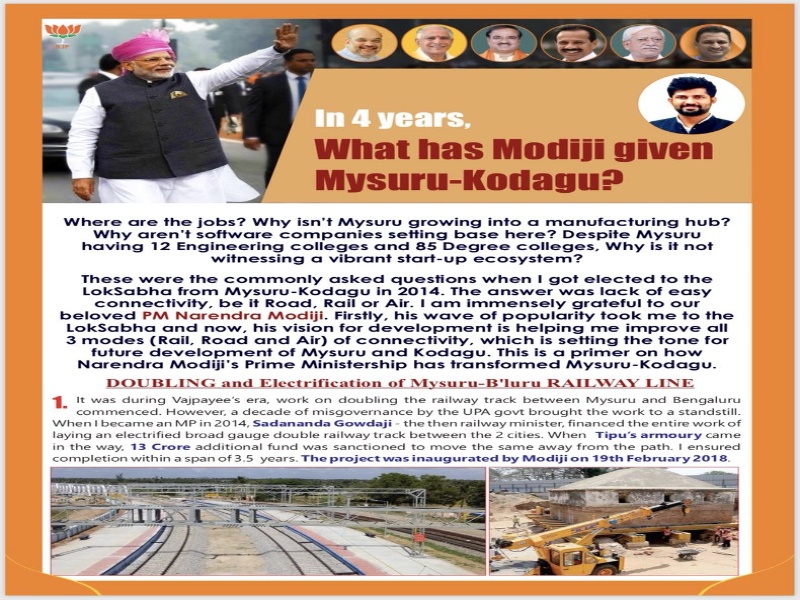 BJP
In 4 years,
What has Modiji given
Mysuru-Kodagu?
Where are the jobs? Why isn't Mysuru growing into a manufacturing hub?
Why aren't software companies setting base here? Despite Mysuru
having 12 Engineering colleges and 85 Degree colleges, Why is it not
witnessing a vibrant start-up ecosystem?
These were the commonly asked questions when I got elected to the
LokSabha from Mysuru-Kodagu in 2014. The answer was lack of easy
connectivity, be it Road, Rail or Air. I am immensely grateful to our
beloved PM Narendra Modiji. Firstly, his wave of popularity took me to the
LokSabha and now, his vision for development is helping me improve all
3 modes (Rail, Road and Air) of connectivity, which is setting the tone for
future development of Mysuru and Kodagu. This is a primer on how
Narendra Modiji's Prime Ministership has transformed Mysuru-Kodagu.
DOUBLING and Electrification of Mysuru-B'luru RAILWAY LINE
1. It was during Vajpayee's era, work on doubling the railway track between Mysuru and Bengaluru
commenced. However, a decade of misgovernance by the UPA govt brought the work to a standstill.
When I became an MP in 2014, Sadananda Gowdaji - the then railway minister, financed the entire work of
laying an electrified broad gauge double railway track between the 2 cities. When Tipu's armoury came
in the way, 13 Crore additional fund was sanctioned to move the same away from the path. I ensured
completion within a span of 3.5 years. The project was inaugurated by Modiji on 19th February 2018.